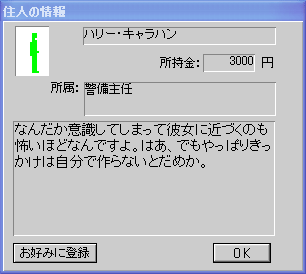 住人の情報
ハリー・キャラハン
所持金: 3000 円
所属: 警備主任
なんだか意識してしまって彼女に近づくのも
怖いほどなんですよ。はあ、でもやっぱりきっ
かけは自分で作らないとだめか。
お好みに登録 OK